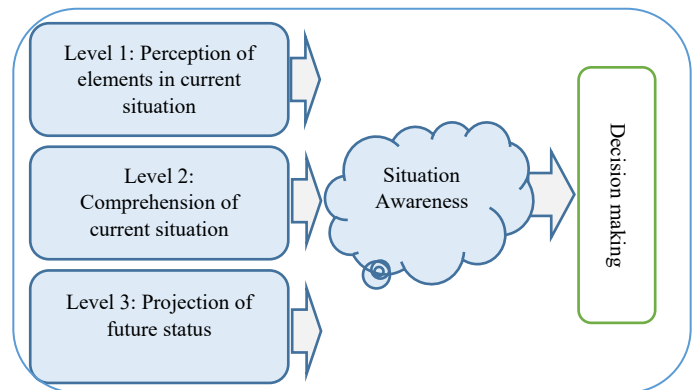 Level 1: Perception of
elements in current
situation
Level 2:
Comprehension of
current situation
Level 3: Projection of
future status
Situation
Awareness
Decision making